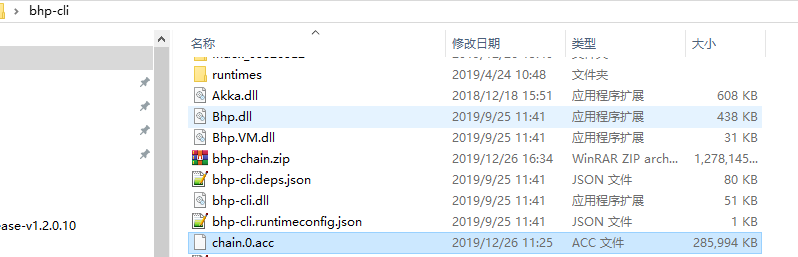 bhp-cli
名称 修改日期 类型 大小
runtimes 2019/4/24 10:48 文件夹
Akka.dll 2018/12/18 15:51 应用程序扩展 608 KB
Bhp.dll 2019/9/25 11:41 应用程序扩展 438 KB
Bhp.VM.dll 2019/9/25 11:41 应用程序扩展 31 KB
bhp-chain.zip 2019/12/26 16:34 WinRAR ZIP arch... 1,278,145...
bhp-cli.deps.json 2019/9/25 11:41 JSON 文件 80 KB
bhp-cli.dll 2019/9/25 11:41 应用程序扩展 51 KB
ease-v1.2.0.10 bhp-cli.runtimeconfig.json 2019/9/25 11:41 JSON 文件 1 KB
chain.0.acc 2019/12/26 11:25 ACC 文件 285,994 KB